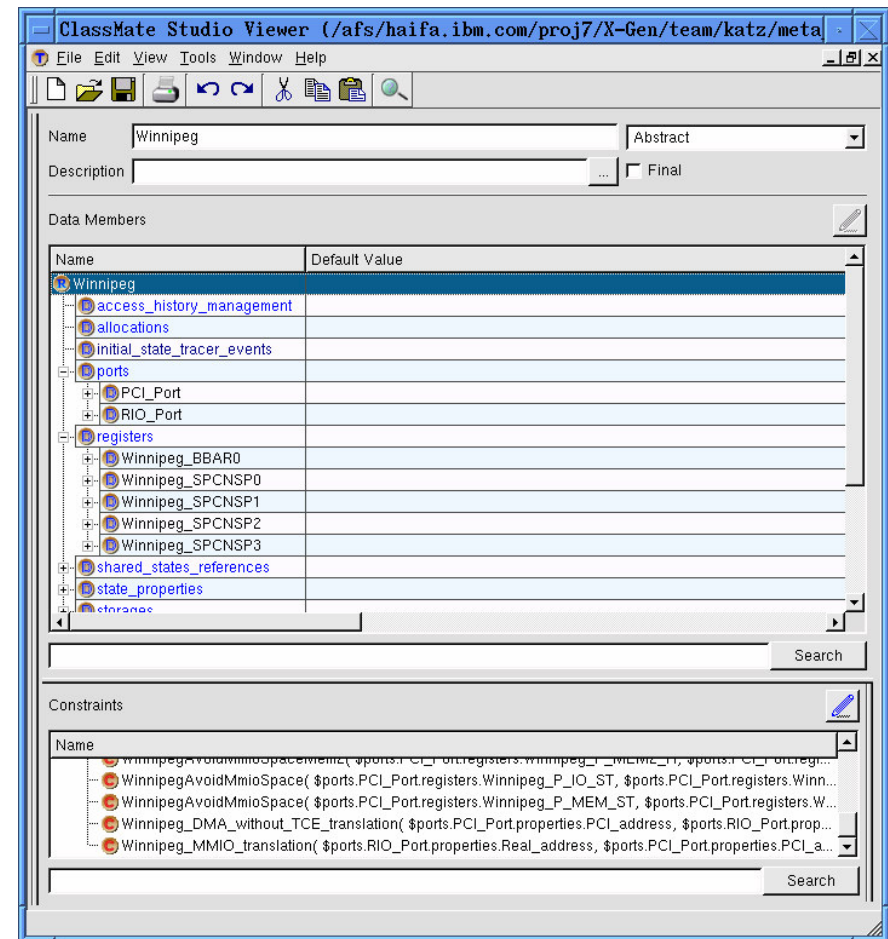 ClassMate Studio Viewer (/afs/haifa.ibm.com/proj7/X-Gen/team/katz/meta
File Edit View Tools Window Help
Name Winnipeg Abstract
Description ... Final
Data Members
Name Default Value
Winnipeg
access_history_management
allocations
initial_state_tracer_events
ports
PCI_Port
RIO_Port
registers
Winnipeg_BBAR0
Winnipeg_SPCNSP0
Winnipeg_SPCNSP1
Winnipeg_SPCNSP2
Winnipeg_SPCNSP3
shared_states_references
state_properties
storages
Search
Constraints
Name
WinnipegAvoidMmioSpace( $ports.PCI_Port.registers.Winnipeg_P_IO_ST, $ports.PCI_Port.registers.Winn...
WinnipegAvoidMmioSpace( $ports.PCI_Port.registers.Winnipeg_P_MEM_ST, $ports.PCI_Port.registers.W...
Winnipeg_DMA_without_TCE_translation( $ports.PCI_Port.properties.PCI_address, $ports.RIO_Port.prop...
Winnipeg_MMIO_translation( $ports.RIO_Port.properties.Real_address, $ports.PCI_Port.properties.PCI_a...
Search